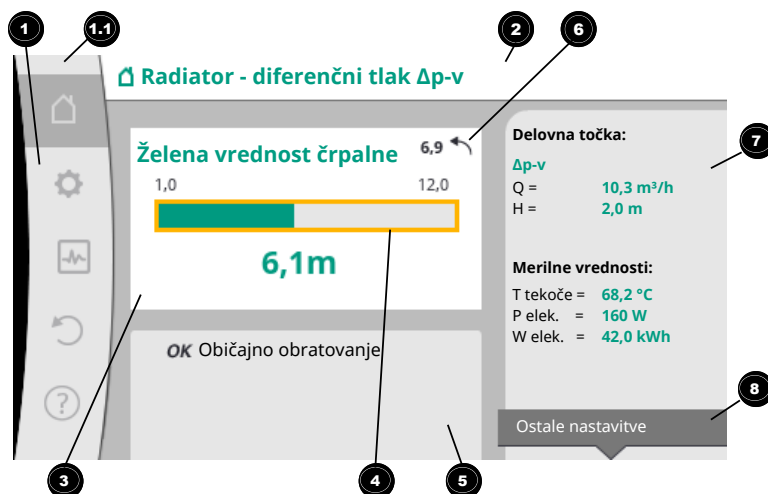 1
1.1
2
6
Radiator - diferenčni tlak Δp-v
Želena vrednost črpalne
6,9
1,0
12,0
6,1m
OK Običajno obratovanje
Delovna točka:
7
Δp-v
Q = 10,3 m³/h
H = 2,0 m
Merilne vrednosti:
T tekoče = 68,2 °C
P elek. = 160 W
W elek. = 42,0 kWh
8
Ostale nastavitve
?
3
4
5